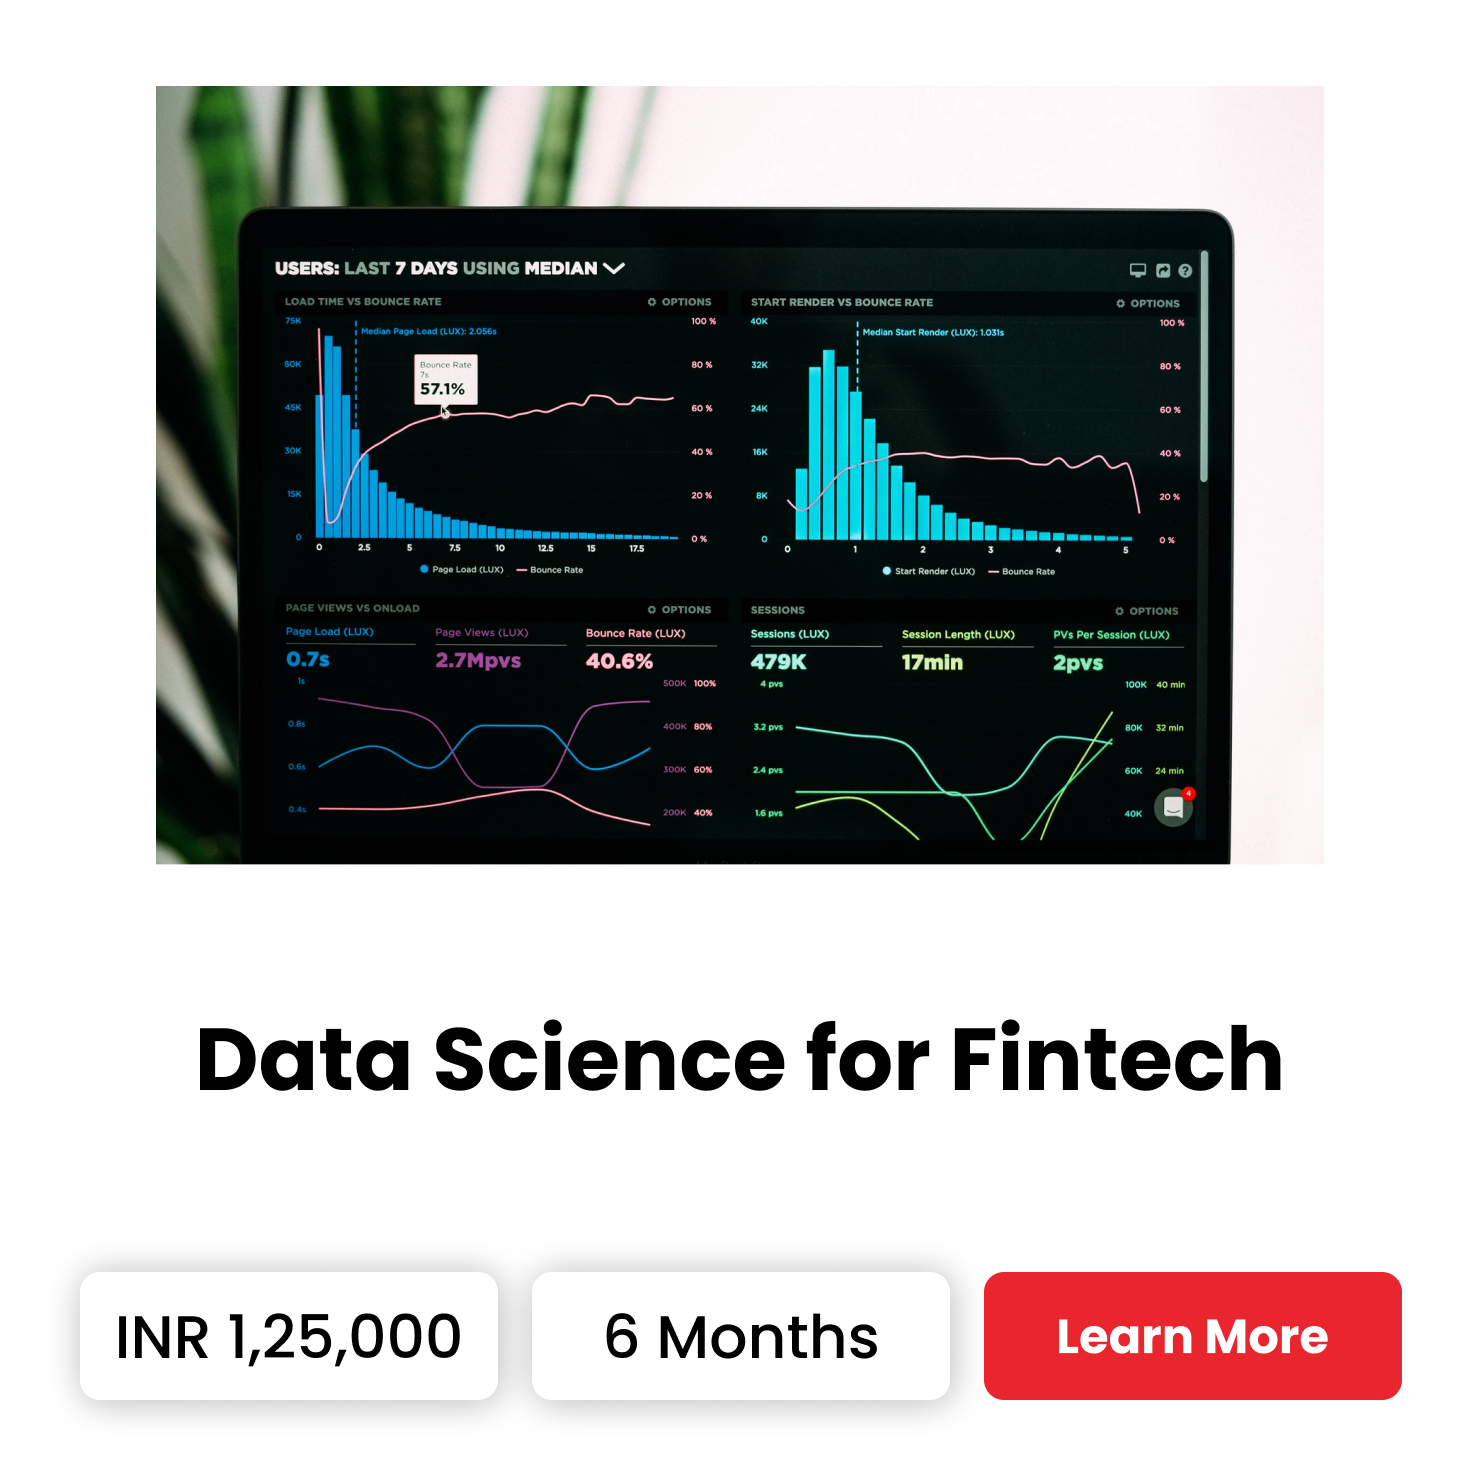 USERS: LAST 7 DAYS USING MEDIAN
LOAD TIME VS BOUNCE RATE
OPTIONS
75K
60K
45K
30K
15K
0
Median Page Load (LUX): 2.056s
Bounce Rate
7s
57.1%
100 %
80 %
60 %
40 %
20 %
0 %
0 2.5 5 7.5 10 12.5 15 17.5
Page Load (LUX) Bounce Rate
START RENDER VS BOUNCE RATE
OPTIONS
40K
32K
24K
16K
8K
0
Median Start Render (LUX): 1.031s
100 %
80 %
60 %
40 %
20 %
0 %
0 1 2 3 4 5
Start Render (LUX) Bounce Rate
PAGE VIEWS VS ONLOAD
OPTIONS
Page Load (LUX) Page Views (LUX) Bounce Rate (LUX)
0.7s 2.7Mpvs 40.6%
1s
0.8s
0.6s
0.4s
500K 100%
400K 80%
300K 60%
200K 40%
SESSIONS
OPTIONS
Sessions (LUX) Session Length (LUX) PVs Per Session (LUX)
479K 17min 2pvs
4 pvs
3.2 pvs
2.4 pvs
1.6 pvs
100K 40 min
80K 32 min
60K 24 min
40K
4
Data Science for Fintech
INR 1,25,000
6 Months
Learn More